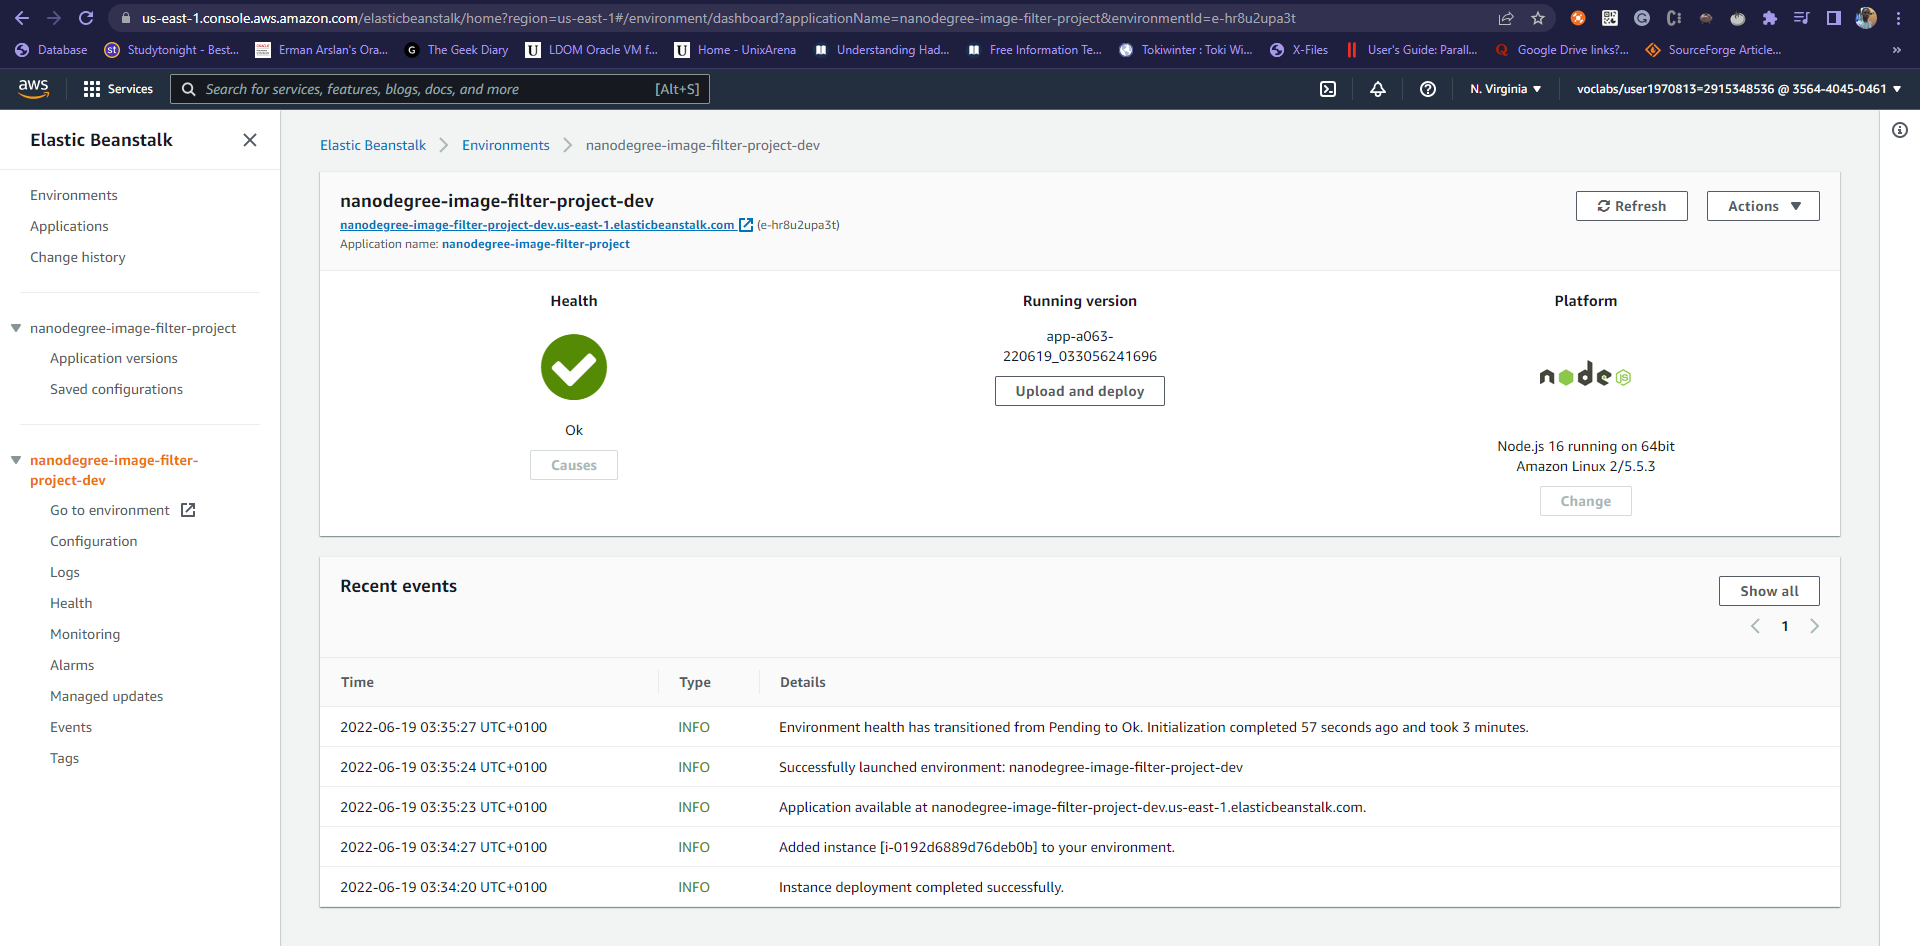 us-east-1.console.aws.amazon.com/elasticbeanstalk/home?region=us-east-1#/environment/dashboard?applicationName=nanodegree-image-filter-project&environmentId=e-hr8u2upa3t
Database
Studytonight - Best...
Erman Arslan's Ora...
The Geek Diary
LDOM Oracle VM f...
Home - UnixArena
Understanding Had...
Free Information Te...
Tokiwinter : Toki Wi...
X-Files
User's Guide: Parall...
Google Drive links?...
SourceForge Article...
»
aws
Services
Search for services, features, blogs, docs, and more
[Alt+S]
N. Virginia
voclabs/user1970813=2915348536 @ 3564-4045-0461
Elastic Beanstalk
Environments
Applications
Change history
nanodegree-image-filter-project
Application versions
Saved configurations
nanodegree-image-filter-
project-dev
Go to environment
Configuration
Logs
Health
Monitoring
Alarms
Managed updates
Events
Tags
Elastic Beanstalk
Environments
nanodegree-image-filter-project-dev
nanodegree-image-filter-project-dev
nanodegree-image-filter-project-dev.us-east-1.elasticbeanstalk.com (e-hr8u2upa3t)
Application name: nanodegree-image-filter-project
Refresh
Actions
Health
Ok
Causes
Running version
app-a063-
220619_033056241696
Upload and deploy
Platform
node JS
Node.js 16 running on 64bit
Amazon Linux 2/5.5.3
Change
Recent events
Show all
1
Time Type Details
2022-06-19 03:35:27 UTC+0100 INFO Environment health has transitioned from Pending to Ok. Initialization completed 57 seconds ago and took 3 minutes.
2022-06-19 03:35:24 UTC+0100 INFO Successfully launched environment: nanodegree-image-filter-project-dev
2022-06-19 03:35:23 UTC+0100 INFO Application available at nanodegree-image-filter-project-dev.us-east-1.elasticbeanstalk.com.
2022-06-19 03:34:27 UTC+0100 INFO Added instance [i-0192d6889d76deb0b] to your environment.
2022-06-19 03:34:20 UTC+0100 INFO Instance deployment completed successfully.